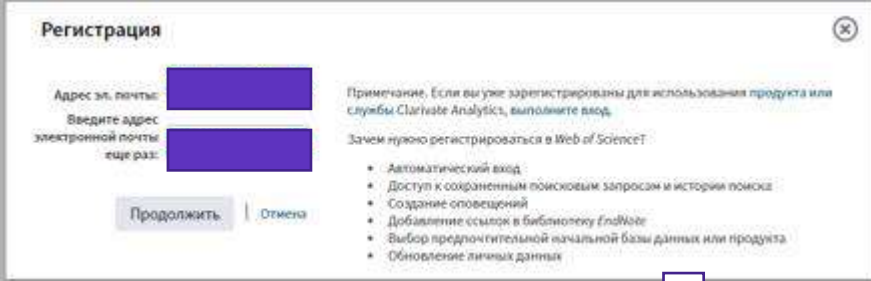 Регистрация
Адрес эл. почты:
Введите адрес
электронной почты
еще раз:
Продолжить | Отмена
Примечание. Если вы уже зарегистрированы для использования продукта или
службы Clarivate Analytics, выполните вход.
Зачем нужно регистрироваться в Web of Science?
• Автоматический вход
• Доступ к сохраненным поисковым запросам и истории поиска
• Создание оповещений
• Добавление ссылок в библиотеку EndNote
• Выбор предпочтительной начальной базы данных или продукта
• Обновление личных данных